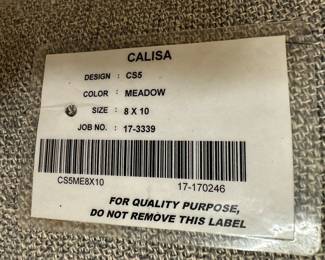 CALISA
DESIGN : CS5
COLOR : MEADOW
SIZE : 8 X 10
JOB NO. : 17-3339
CS5ME8X10 17-170246
FOR QUALITY PURPOSE,
DO NOT REMOVE THIS LABEL